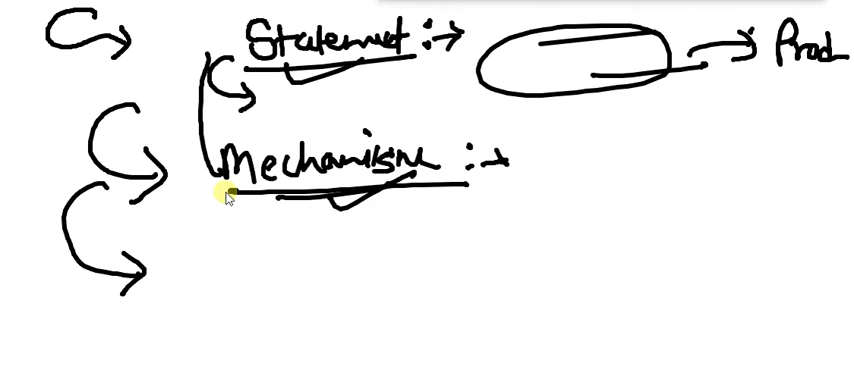 Statement :→ → Prod
Mechanism :→